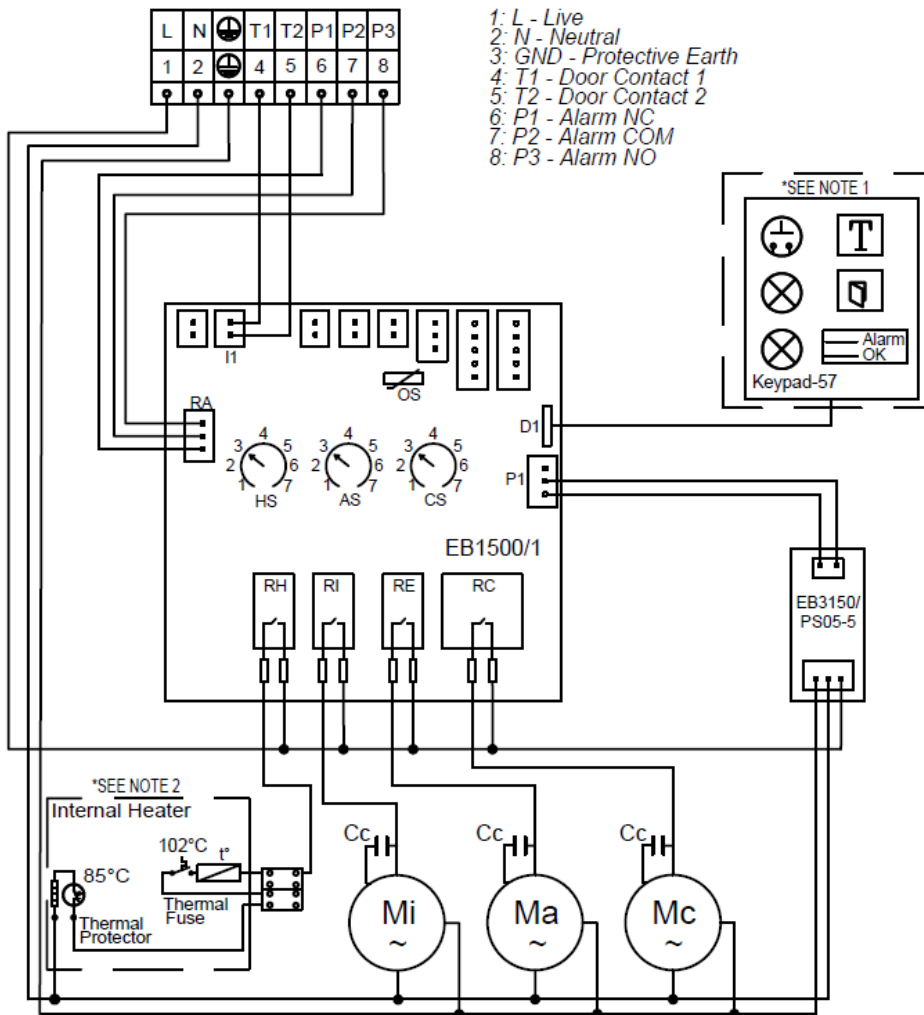 L N T1 T2 P1 P2 P3
1 2 4 5 6 7 8
1: L - Live
2: N - Neutral
3: GND - Protective Earth
4: T1 - Door Contact 1
5: T2 - Door Contact 2
6: P1 - Alarm NC
7: P2 - Alarm COM
8: P3 - Alarm NO
*SEE NOTE 1
T
Alarm
OK
Keypad-57
I1
OS
RA
D1
P1
1 2 3 4 5 6 7
HS
1 2 3 4 5 6 7
AS
1 2 3 4 5 6 7
CS
EB1500/1
EB3150/
PS05-5
RH RI RE RC
*SEE NOTE 2
Internal Heater
102°C
t°
85°C
Thermal
Fuse
Thermal
Protector
Cc Cc Cc
Mi Ma Mc
~ ~ ~